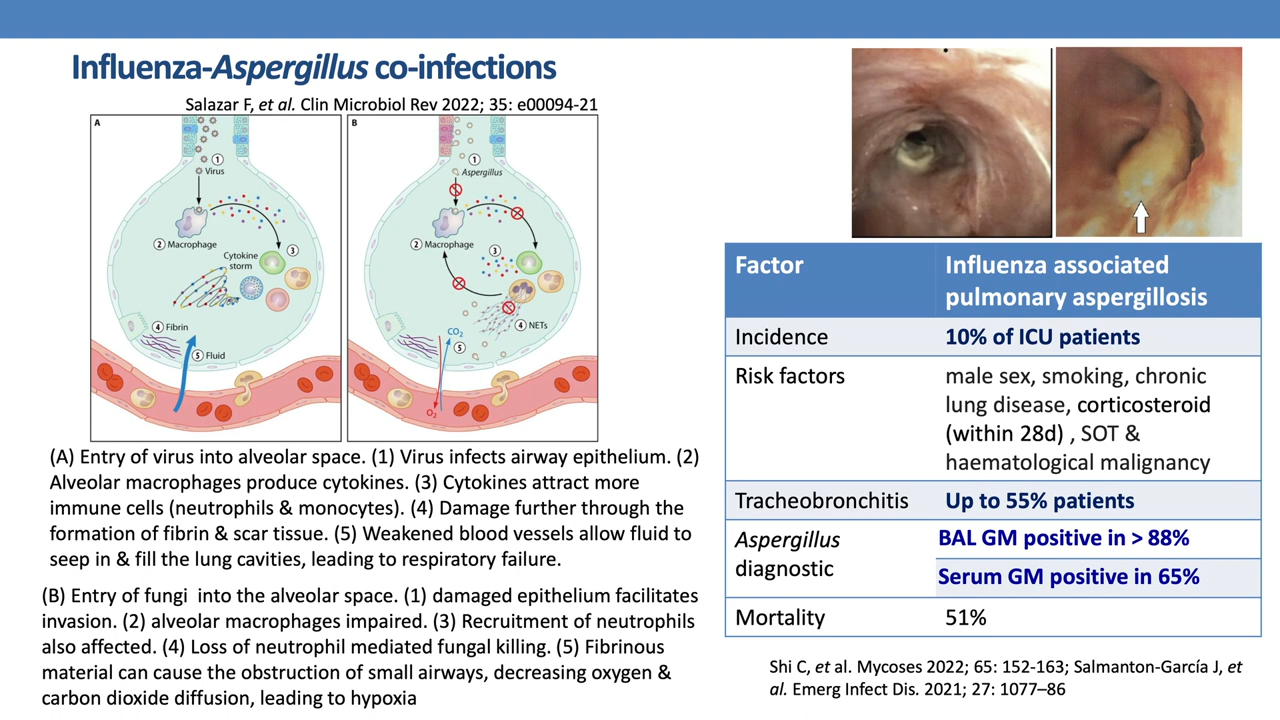 Influenza-Aspergillus co-infections
Salazar F, et al. Clin Microbiol Rev 2022; 35: e00094-21
A
1
Virus
2 Macrophage
3
Cytokine
storm
4 Fibrin
5 Fluid
B
1
Aspergillus
2 Macrophage
3
4 NETs
CO2
5
O2
(A) Entry of virus into alveolar space. (1) Virus infects airway epithelium. (2)
Alveolar macrophages produce cytokines. (3) Cytokines attract more
immune cells (neutrophils & monocytes). (4) Damage further through the
formation of fibrin & scar tissue. (5) Weakened blood vessels allow fluid to
seep in & fill the lung cavities, leading to respiratory failure.
(B) Entry of fungi into the alveolar space. (1) damaged epithelium facilitates
invasion. (2) alveolar macrophages impaired. (3) Recruitment of neutrophils
also affected. (4) Loss of neutrophil mediated fungal killing. (5) Fibrinous
material can cause the obstruction of small airways, decreasing oxygen &
carbon dioxide diffusion, leading to hypoxia
Factor
Influenza associated
pulmonary aspergillosis
Incidence
10% of ICU patients
Risk factors
male sex, smoking, chronic
lung disease, corticosteroid
(within 28d) , SOT &
haematological malignancy
Tracheobronchitis
Up to 55% patients
Aspergillus
diagnostic
BAL GM positive in > 88%
Serum GM positive in 65%
Mortality
51%
Shi C, et al. Mycoses 2022; 65: 152-163; Salmanton-García J, et
al. Emerg Infect Dis. 2021; 27: 1077–86